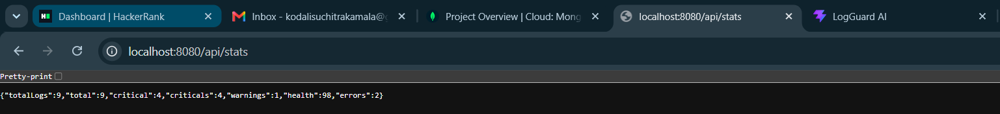 Dashboard | HackerRank
Inbox - kodalisuchitrakamala@g
Project Overview | Cloud: Mong
localhost:8080/api/stats
LogGuard AI
localhost:8080/api/stats
Pretty-print
{"totalLogs":9,"total":9,"critical":4,"criticals":4,"warnings":1,"health":98,"errors":2}